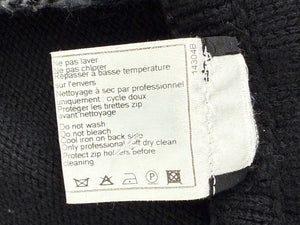 Ne pas laver
Ne pas chlprer
Repasser à basse température
sur l'envers
Nettoyage à sec par professionnel
uniquement : cycle doux
Protéger les tirettes zip
avant nettoyage
Do not wash
Do not bleach
Cool iron on back side
Only professional soft dry clean
Protect zip holders before
cleaning
P
14304B